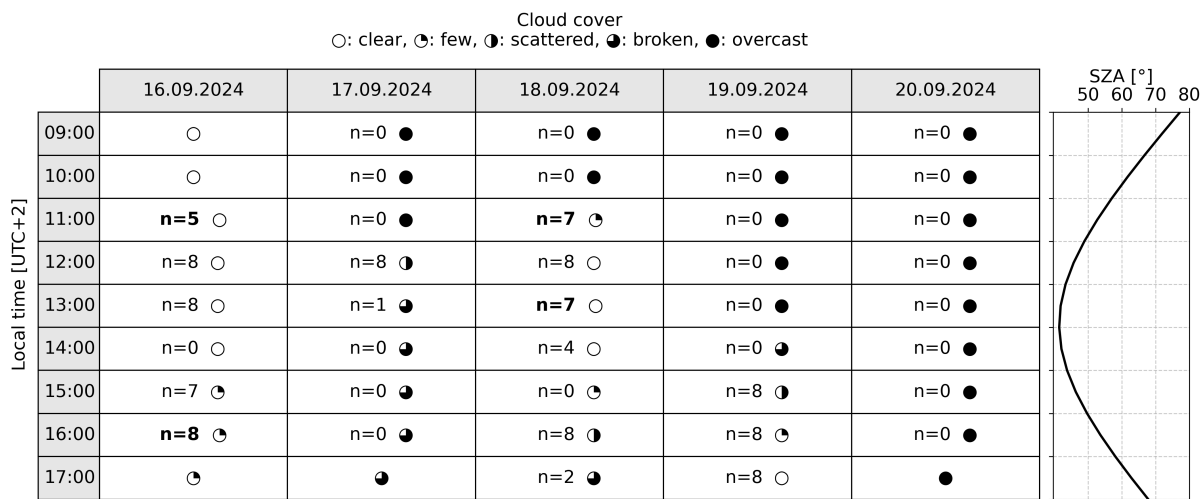 Cloud cover
○: clear, ◔: few, ◑: scattered, ◕: broken, ●: overcast
16.09.2024 17.09.2024 18.09.2024 19.09.2024 20.09.2024
SZA [°]
50 60 70 80
Local time [UTC+2]
09:00 ○ n=0 ● n=0 ● n=0 ● n=0 ●
10:00 ○ n=0 ● n=0 ● n=0 ● n=0 ●
11:00 n=5 ○ n=0 ● n=7 ◔ n=0 ● n=0 ●
12:00 n=8 ○ n=8 ◑ n=8 ○ n=0 ● n=0 ●
13:00 n=8 ○ n=1 ◕ n=7 ○ n=0 ● n=0 ●
14:00 n=0 ○ n=0 ◕ n=4 ○ n=0 ◕ n=0 ●
15:00 n=7 ◔ n=0 ◕ n=0 ◔ n=8 ◑ n=0 ●
16:00 n=8 ◔ n=0 ◕ n=8 ◑ n=8 ◔ n=0 ●
17:00 ◔ ◕ n=2 ◕ n=8 ○ ●